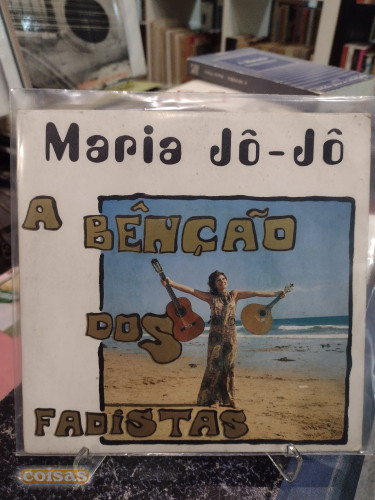 Maria Jô-Jô
A BÊNÇÃO
DOS
FADiSTAS
coisas